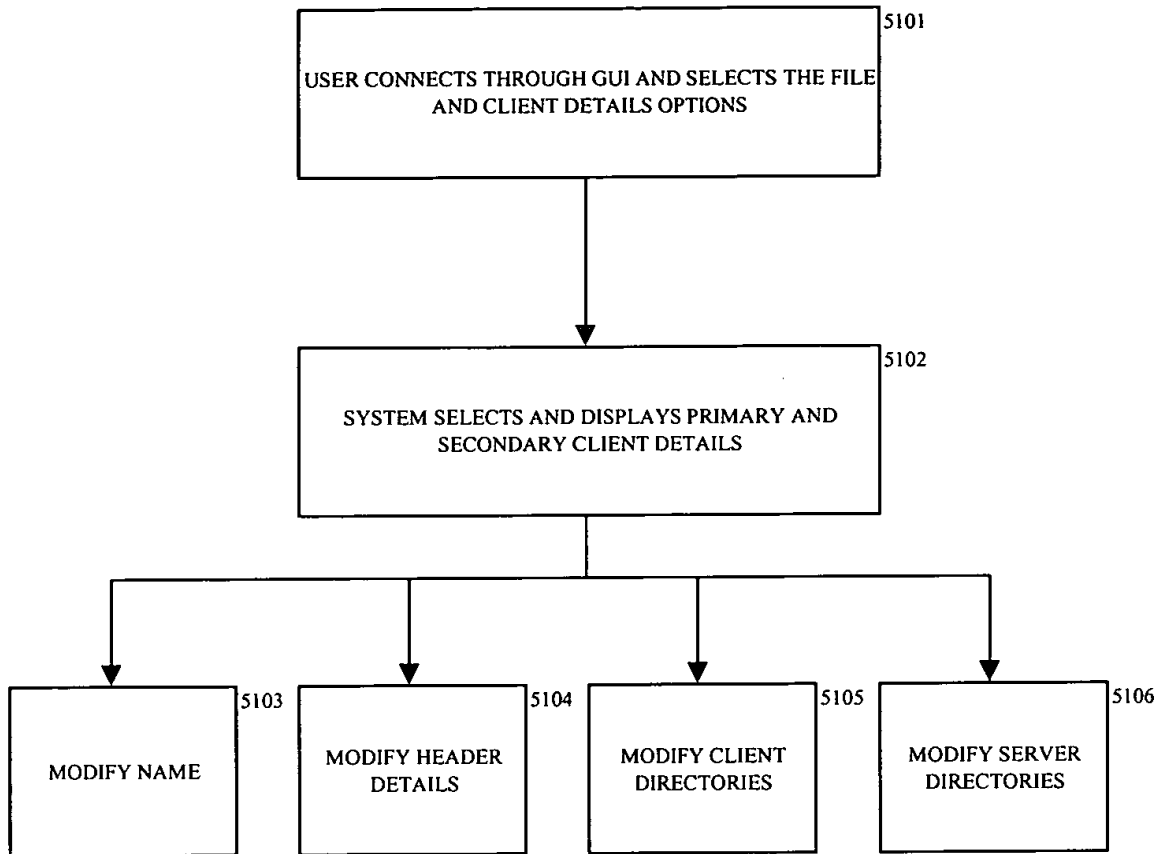 5101
USER CONNECTS THROUGH GUI AND SELECTS THE FILE
AND CLIENT DETAILS OPTIONS
5102
SYSTEM SELECTS AND DISPLAYS PRIMARY AND
SECONDARY CLIENT DETAILS
5103
MODIFY NAME
5104
MODIFY HEADER
DETAILS
5105
MODIFY CLIENT
DIRECTORIES
5106
MODIFY SERVER
DIRECTORIES